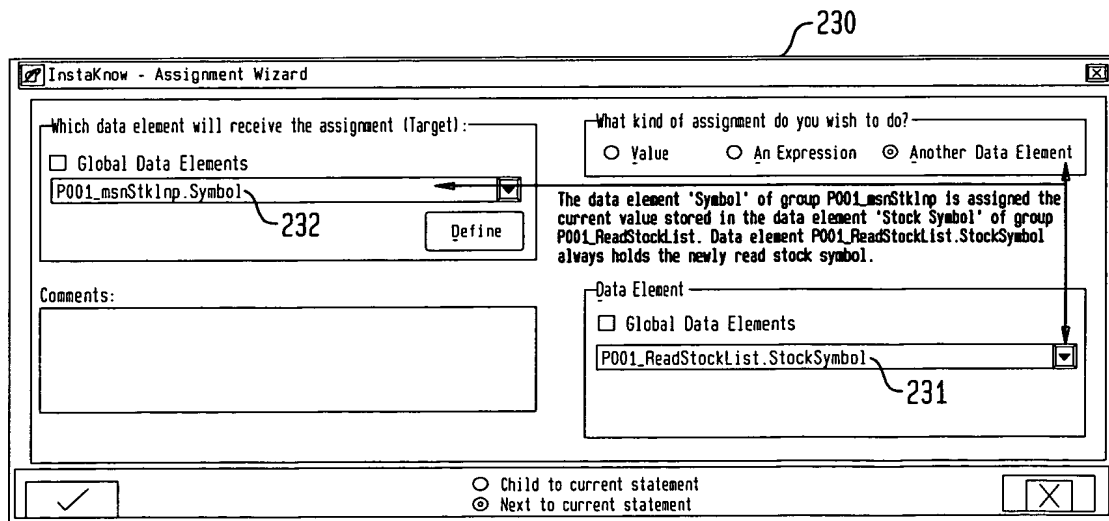 230
InstaKnow - Assignment Wizard
Which data element will receive the assignment (Target):
Global Data Elements
P001_msnStkInp.Symbol
232
Define
What kind of assignment do you wish to do?
Value
An Expression
Another Data Element
The data element 'Symbol' of group P001_msnStkInp is assigned the
current value stored in the data element 'Stock Symbol' of group
P001_ReadStockList. Data element P001_ReadStockList.StockSymbol
always holds the newly read stock symbol.
Comments:
Data Element
Global Data Elements
P001_ReadStockList.StockSymbol
231
Child to current statement
Next to current statement